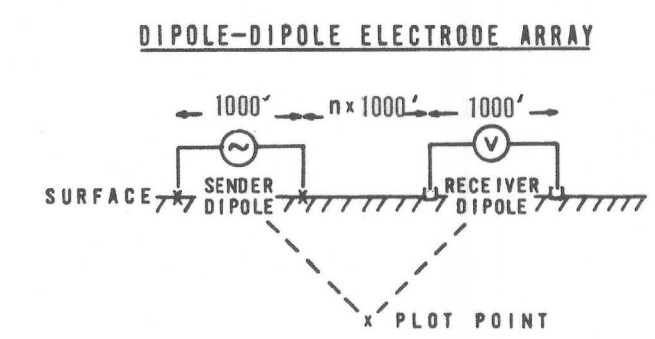 DIPOLE-DIPOLE ELECTRODE ARRAY
1000' n x 1000' 1000'
~ V
SURFACE SENDER DIPOLE RECEIVER DIPOLE
x PLOT POINT